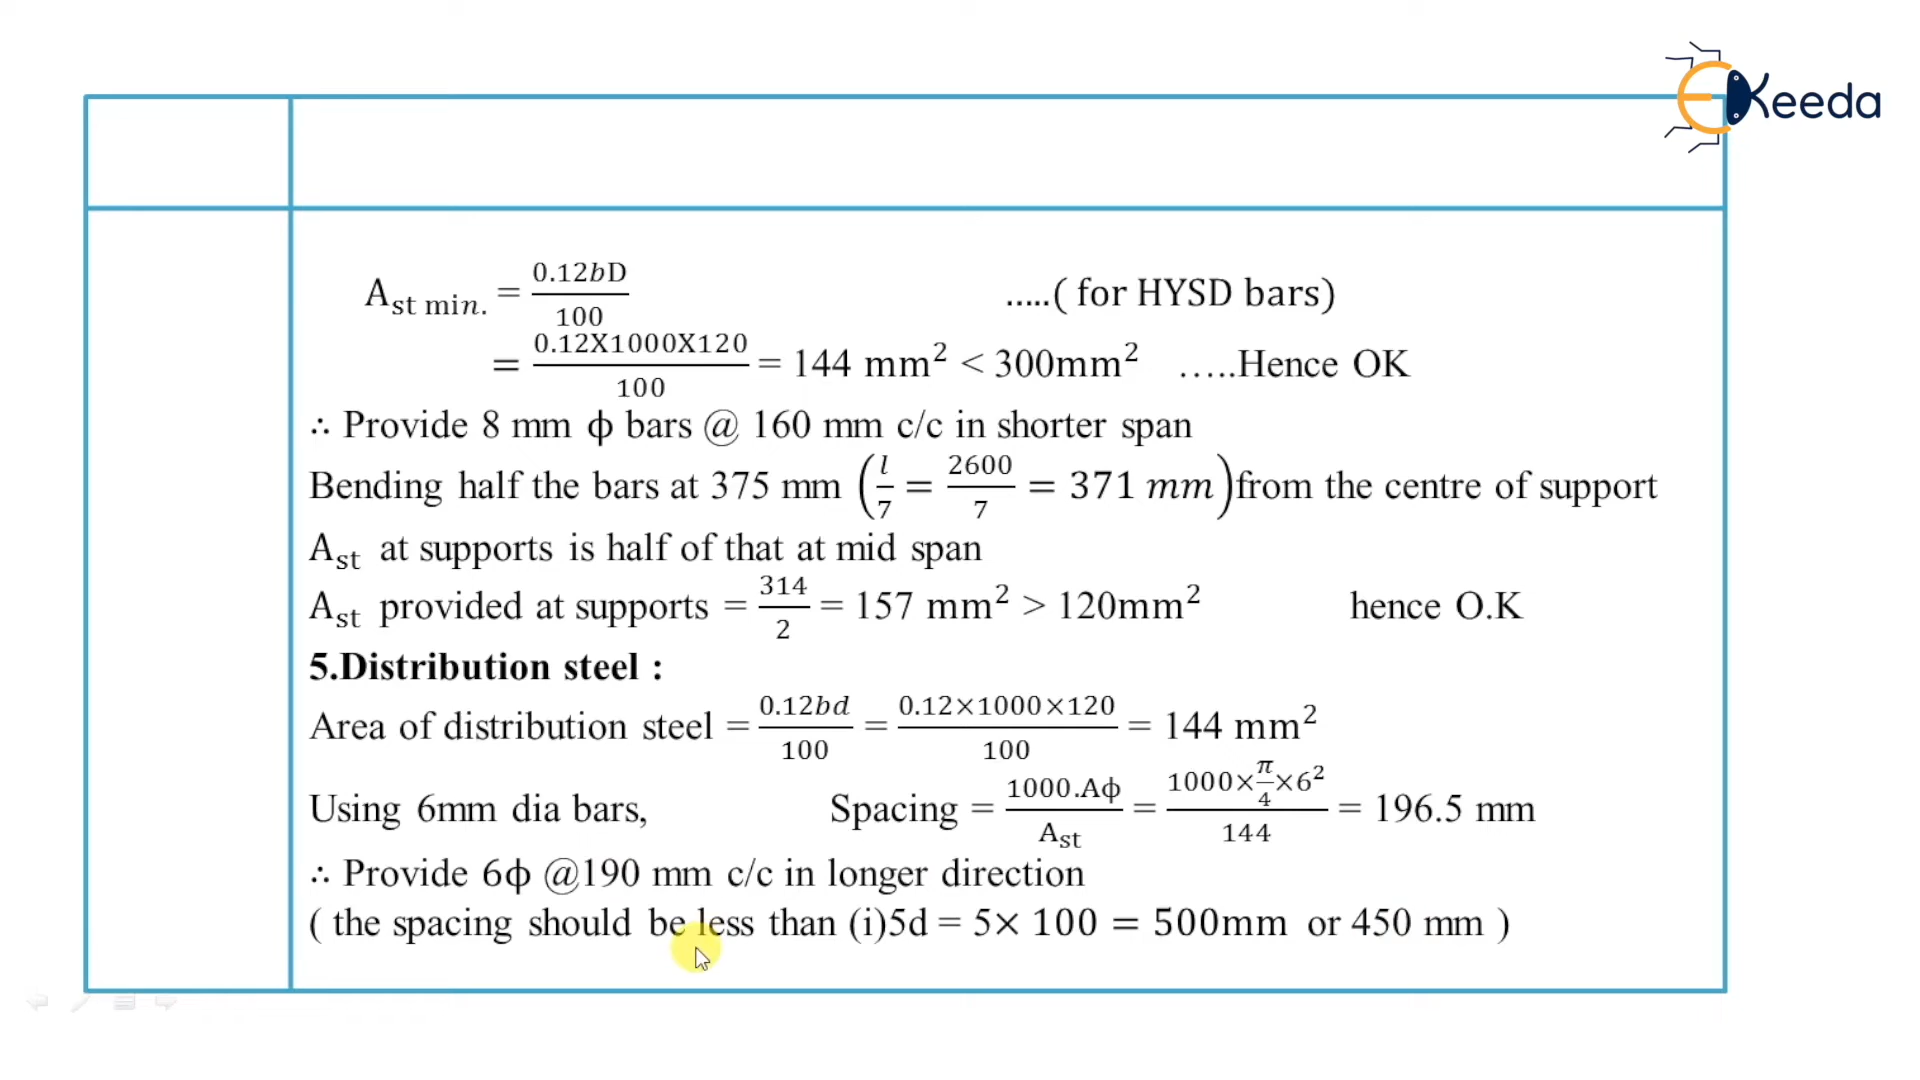 EKeeda
A_st min. = 0.12bD/100 .....( for HYSD bars)
= 0.12X1000X120/100 = 144 mm² < 300mm² .....Hence OK
∴ Provide 8 mm ϕ bars @ 160 mm c/c in shorter span
Bending half the bars at 375 mm (l/7 = 2600/7 = 371 mm) from the centre of support
A_st at supports is half of that at mid span
A_st provided at supports = 314/2 = 157 mm² > 120mm² hence O.K
5.Distribution steel :
Area of distribution steel = 0.12bd/100 = 0.12×1000×120/100 = 144 mm²
Using 6mm dia bars, Spacing = 1000.Aϕ/A_st = 1000×π/4×6²/144 = 196.5 mm
∴ Provide 6ϕ @190 mm c/c in longer direction
( the spacing should be less than (i)5d = 5× 100 = 500mm or 450 mm )